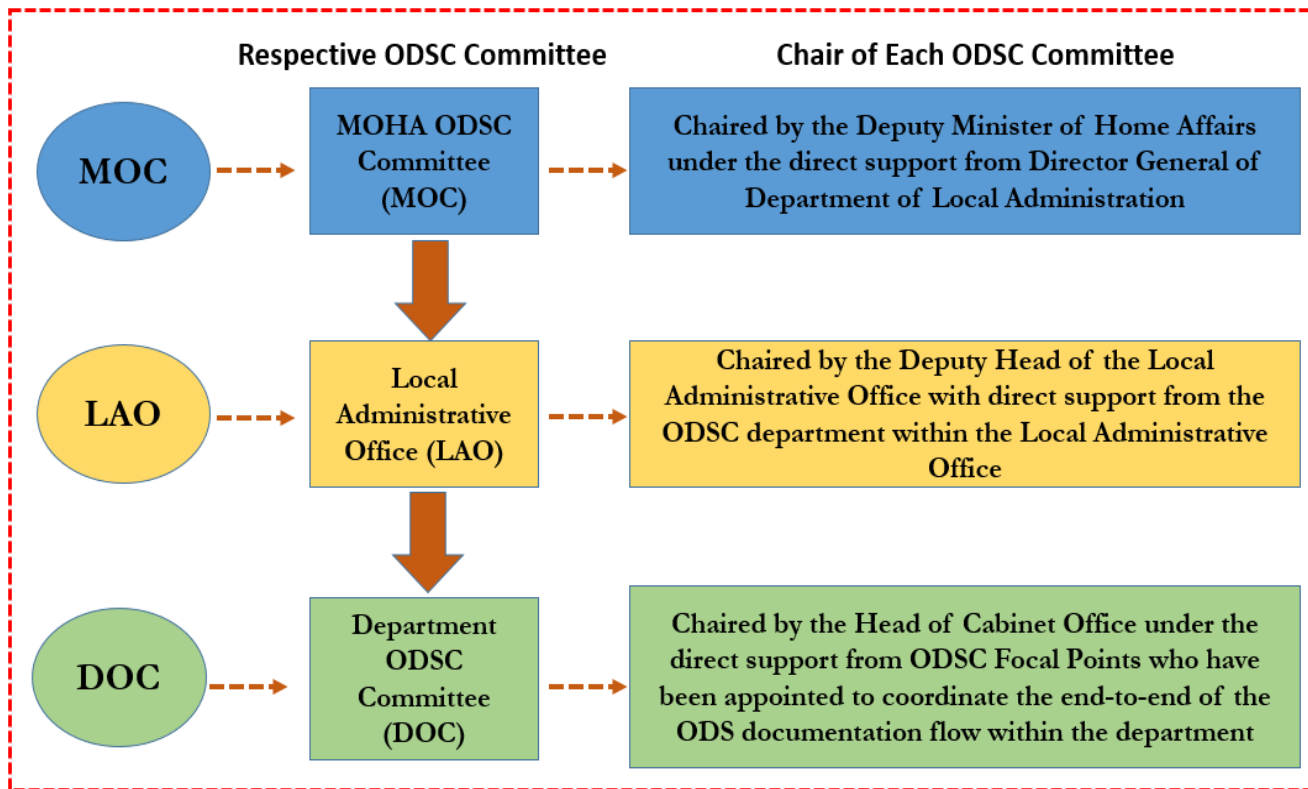 Respective ODSC Committee
Chair of Each ODSC Committee
MOC
MOHA ODSC
Committee
(MOC)
Chaired by the Deputy Minister of Home Affairs
under the direct support from Director General of
Department of Local Administration
LAO
Local
Administrative
Office (LAO)
Chaired by the Deputy Head of the Local
Administrative Office with direct support from the
ODSC department within the Local Administrative
Office
DOC
Department
ODSC
Committee
(DOC)
Chaired by the Head of Cabinet Office under the
direct support from ODSC Focal Points who have
been appointed to coordinate the end-to-end of the
ODS documentation flow within the department